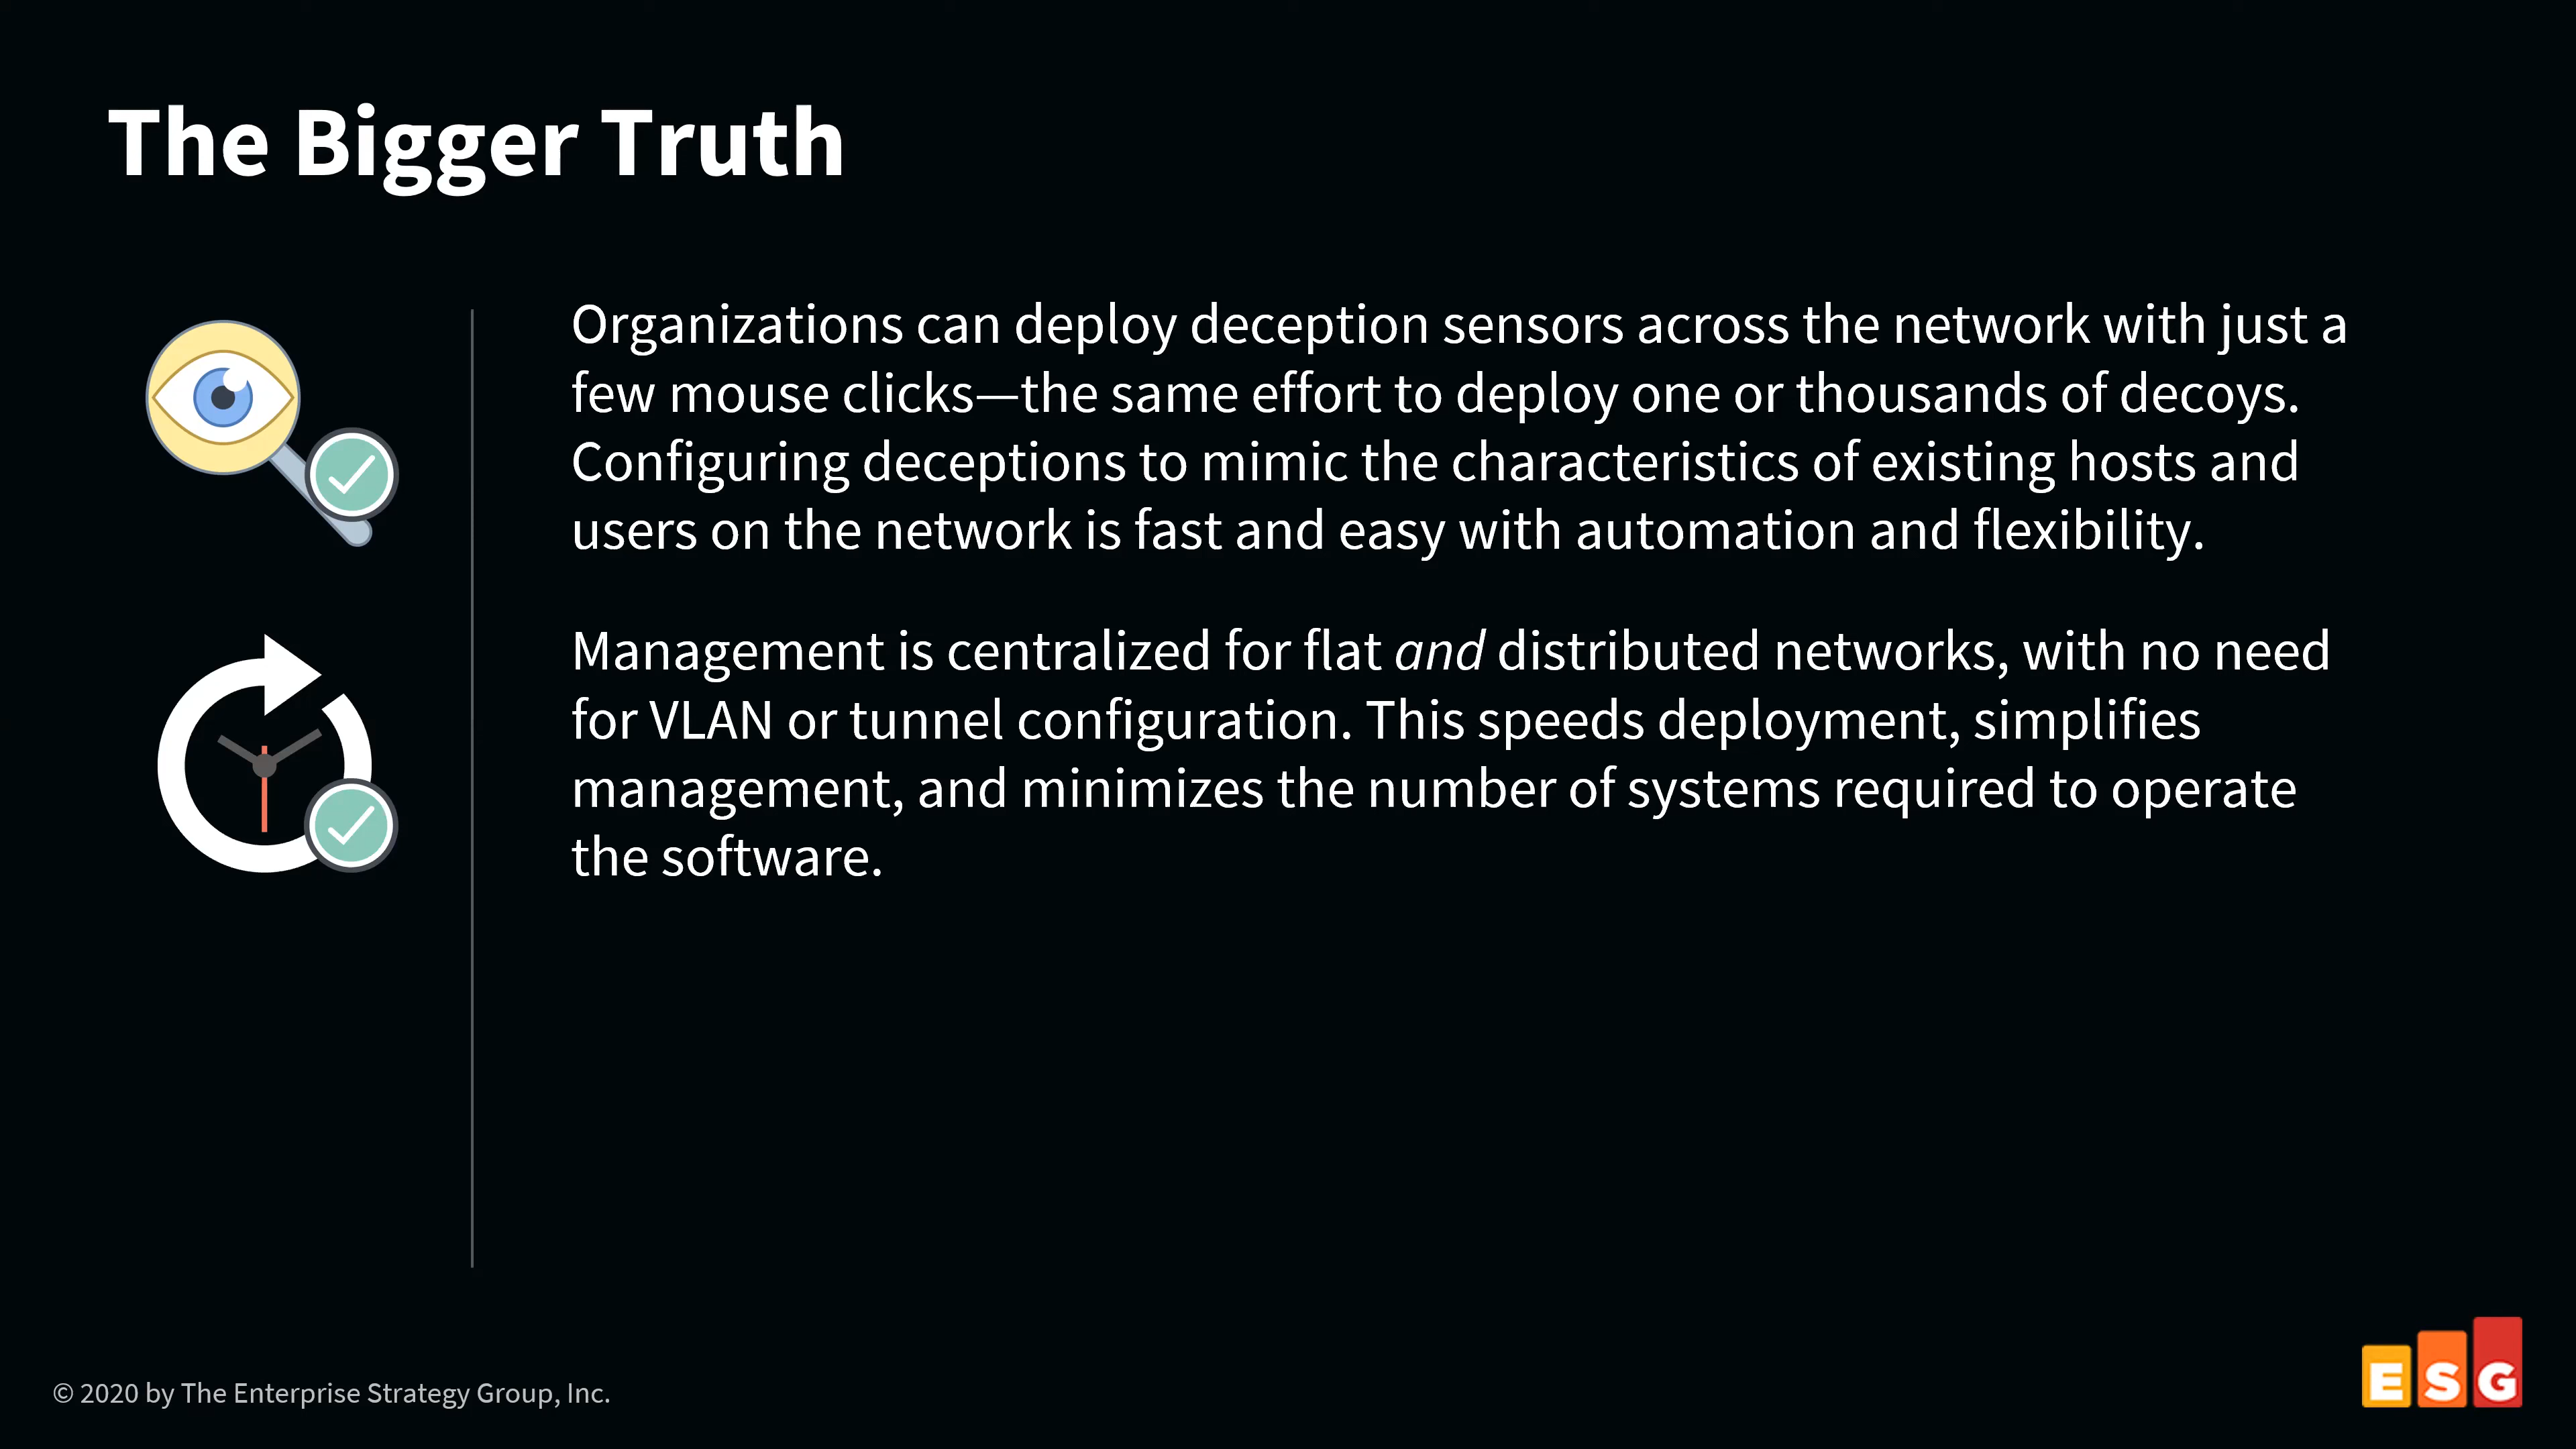 The Bigger Truth
Organizations can deploy deception sensors across the network with just a
few mouse clicks—the same effort to deploy one or thousands of decoys.
Configuring deceptions to mimic the characteristics of existing hosts and
users on the network is fast and easy with automation and flexibility.
Management is centralized for flat and distributed networks, with no need
for VLAN or tunnel configuration. This speeds deployment, simplifies
management, and minimizes the number of systems required to operate
the software.
© 2020 by The Enterprise Strategy Group, Inc.
ESG